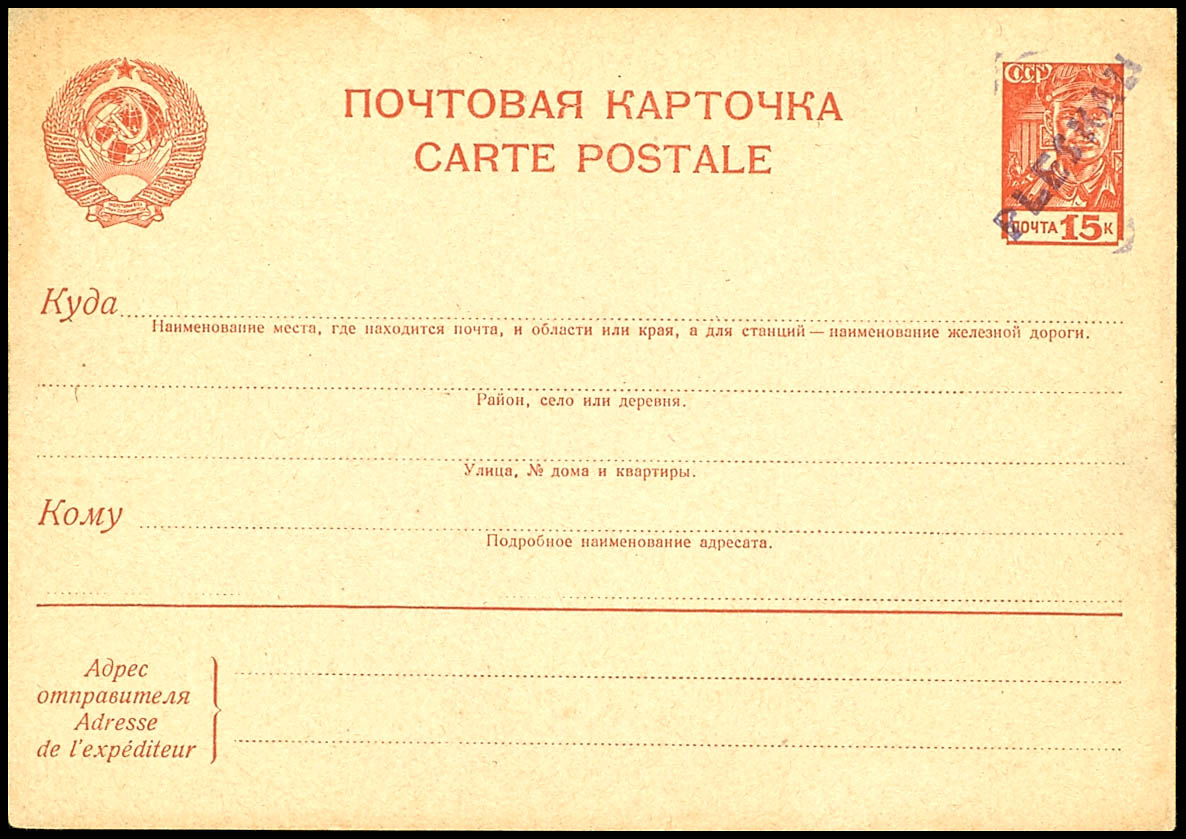 ПОЧТОВАЯ КАРТОЧКА
CARTE POSTALE
СССР
ПОЧТА 15 К
Куда
Наименование места, где находится почта, и области или края, а для станций — наименование железной дороги.
Район, село или деревня.
Улица, № дома и квартиры.
Кому
Подробное наименование адресата.
Адрес
отправителя
Adresse
de l'expéditeur